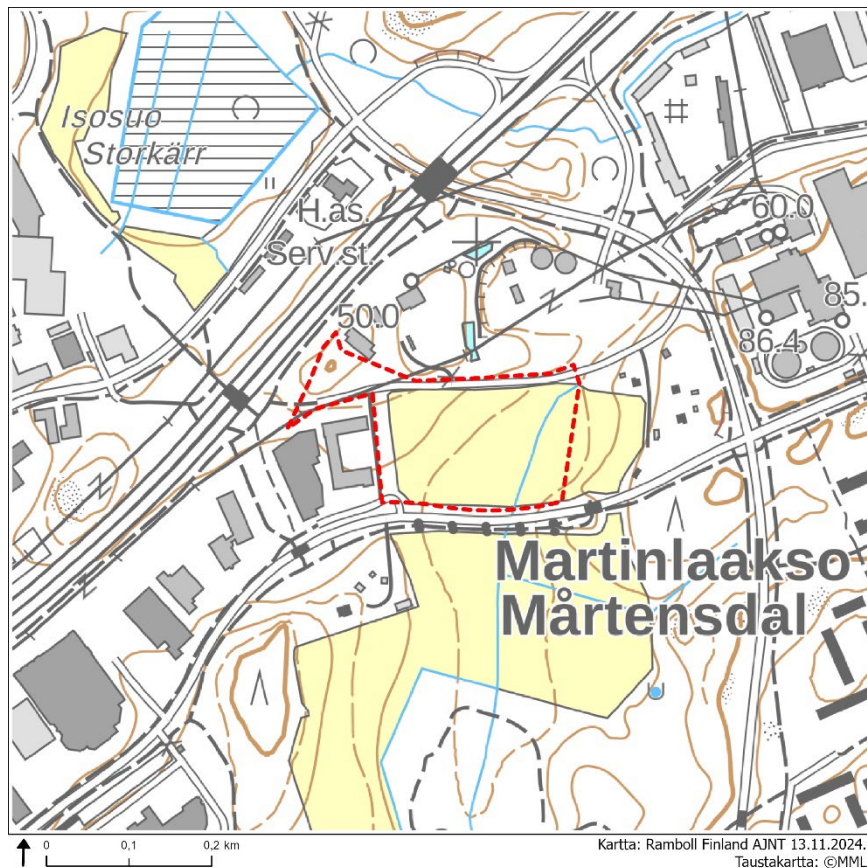 Isosuo
Storkärr
H.as.
Serv.st.
50.0
60.0
85
86.4
Martinlaakso
Mårtensdal
0
0,1
0,2 km
Kartta: Ramboll Finland AJNT 13.11.2024.
Taustakartta: ©MML